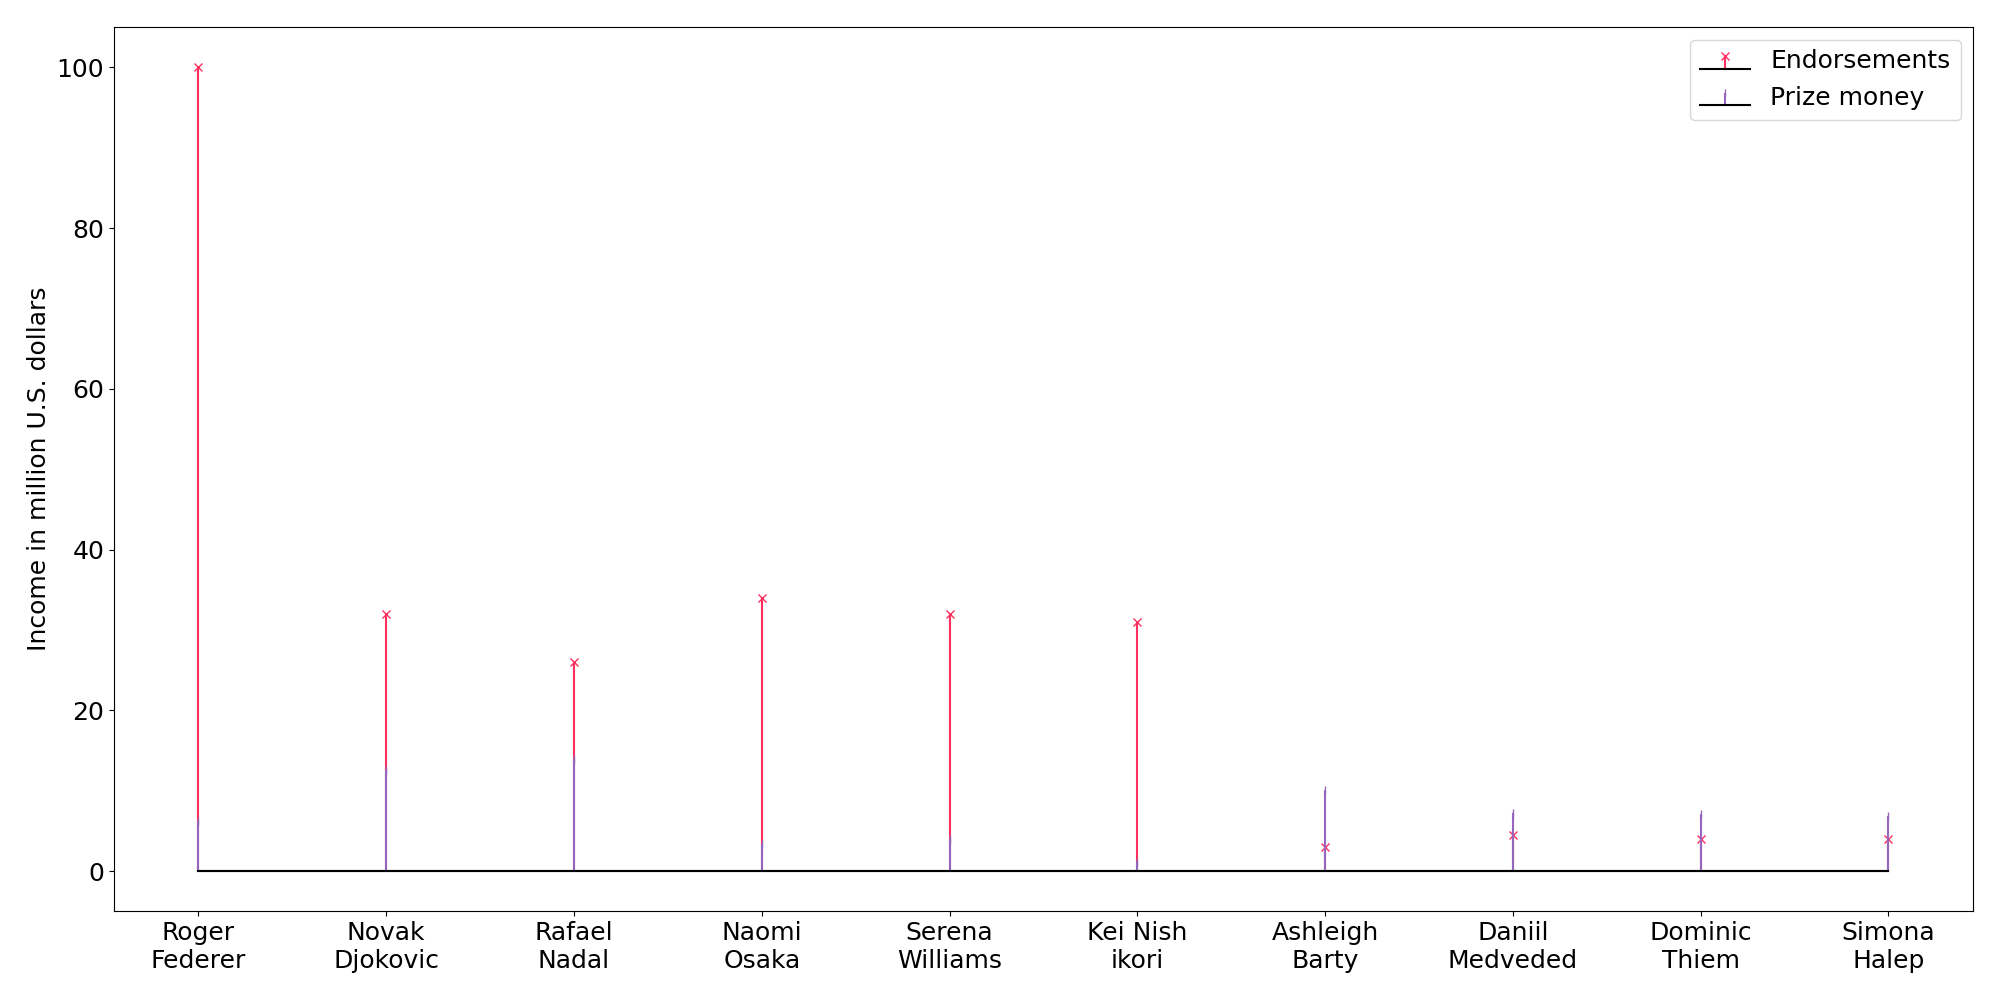 Endorsements
Prize money
Income in million U.S. dollars
100
80
60
40
20
0
Roger
Federer
Novak
Djokovic
Rafael
Nadal
Naomi
Osaka
Serena
Williams
Kei Nish
ikori
Ashleigh
Barty
Daniil
Medveded
Dominic
Thiem
Simona
Halep